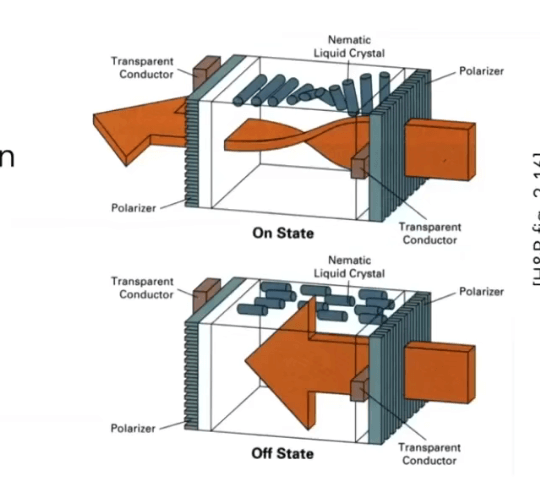 Nematic
Liquid Crystal
Transparent
Conductor
Polarizer
n
Polarizer
On State
Transparent
Conductor
Nematic
Liquid Crystal
Transparent
Conductor
Polarizer
Polarizer
Off State
Transparent
Conductor
[H&B fig. 2.16]